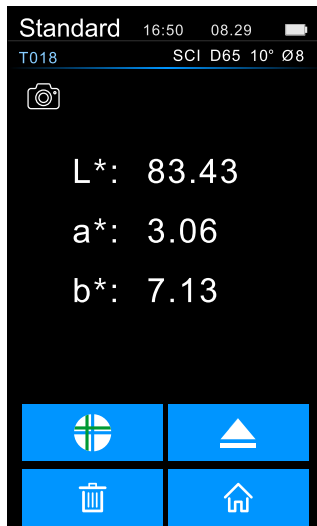 Standard 16:50 08.29
T018 SCI D65 10° Ø8
L*: 83.43
a*: 3.06
b*: 7.13